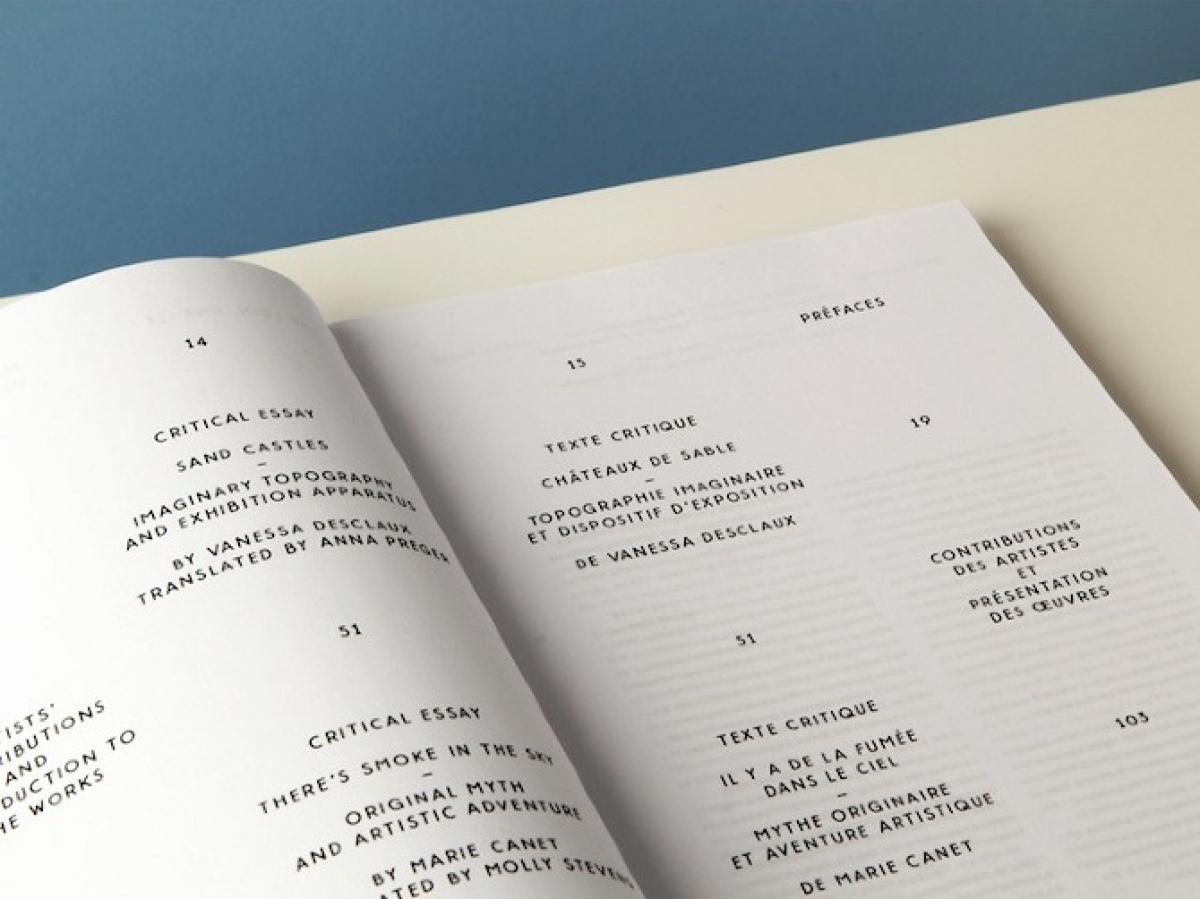 14
CRITICAL ESSAY
SAND CASTLES
–
IMAGINARY TOPOGRAPHY
AND EXHIBITION APPARATUS
BY VANESSA DESCLAUX
TRANSLATED BY ANNA PREGER
TISTS'
RIBUTIONS
AND
DUCTION TO
HE WORKS
51
CRITICAL ESSAY
THERE'S SMOKE IN THE SKY
–
ORIGINAL MYTH
AND ARTISTIC ADVENTURE
BY MARIE CANET
ATED BY MOLLY STEVENS
PRÉFACES
15
TEXTE CRITIQUE
CHÂTEAUX DE SABLE
–
TOPOGRAPHIE IMAGINAIRE
ET DISPOSITIF D'EXPOSITION
DE VANESSA DESCLAUX
19
CONTRIBUTIONS
DES ARTISTES
ET
PRÉSENTATION
DES ŒUVRES
51
TEXTE CRITIQUE
IL Y A DE LA FUMÉE
DANS LE CIEL
–
MYTHE ORIGINAIRE
ET AVENTURE ARTISTIQUE
DE MARIE CANET
103